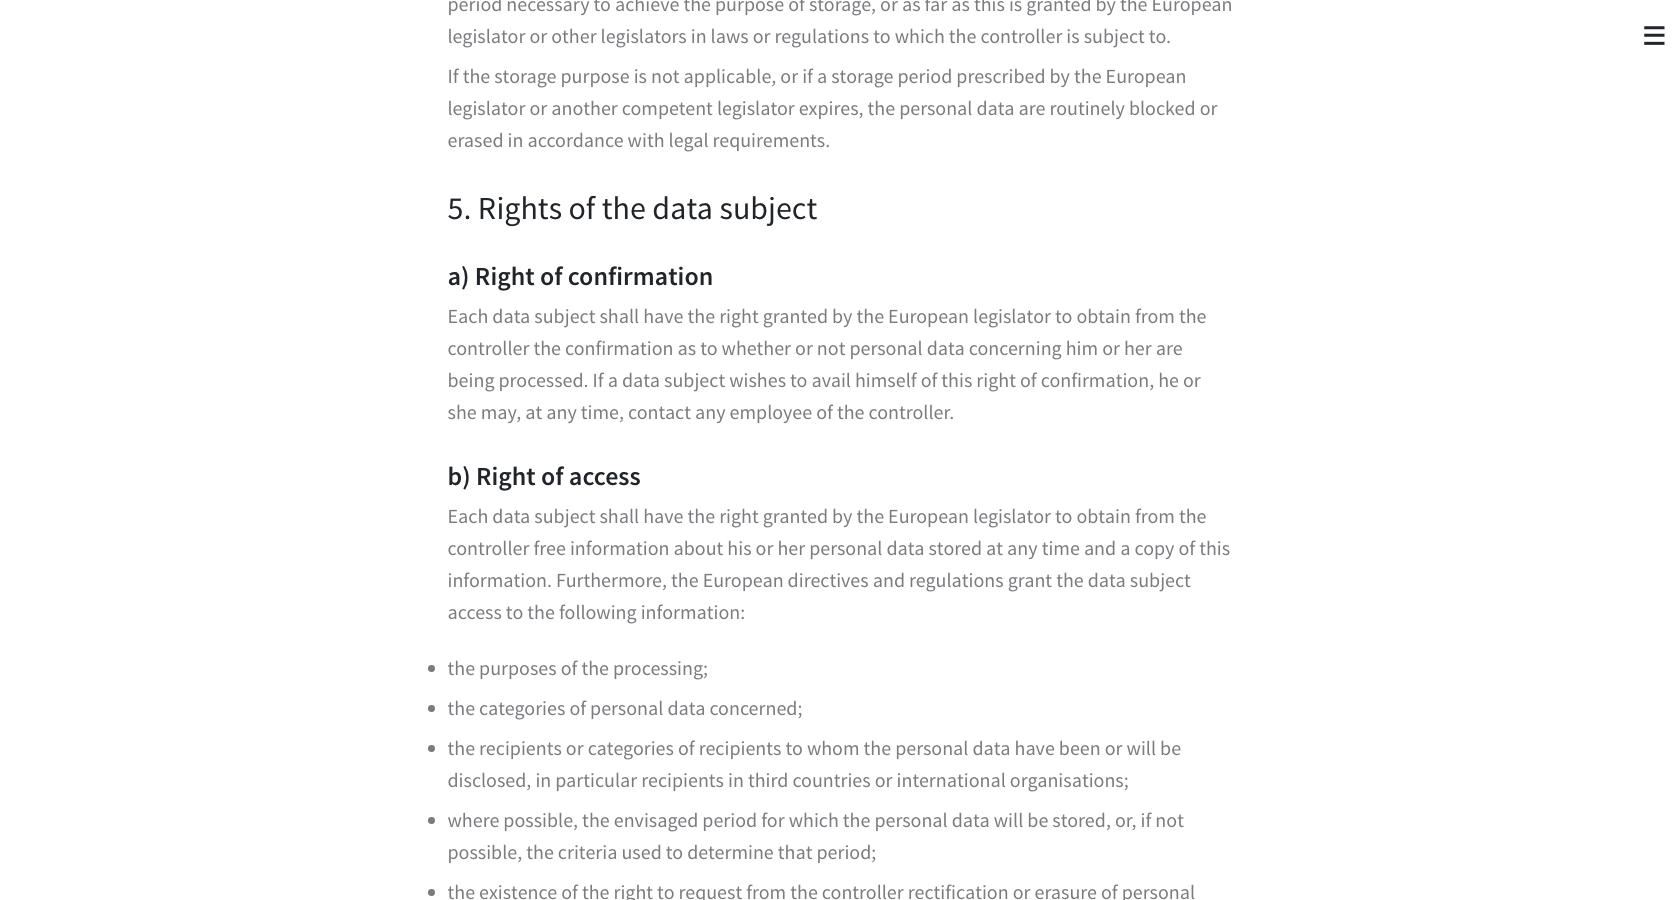 period necessary to achieve the purpose of storage, or as far as this is granted by the European
legislator or other legislators in laws or regulations to which the controller is subject to.
If the storage purpose is not applicable, or if a storage period prescribed by the European
legislator or another competent legislator expires, the personal data are routinely blocked or
erased in accordance with legal requirements.
5. Rights of the data subject
a) Right of confirmation
Each data subject shall have the right granted by the European legislator to obtain from the
controller the confirmation as to whether or not personal data concerning him or her are
being processed. If a data subject wishes to avail himself of this right of confirmation, he or
she may, at any time, contact any employee of the controller.
b) Right of access
Each data subject shall have the right granted by the European legislator to obtain from the
controller free information about his or her personal data stored at any time and a copy of this
information. Furthermore, the European directives and regulations grant the data subject
access to the following information:
• the purposes of the processing;
• the categories of personal data concerned;
• the recipients or categories of recipients to whom the personal data have been or will be
disclosed, in particular recipients in third countries or international organisations;
• where possible, the envisaged period for which the personal data will be stored, or, if not
possible, the criteria used to determine that period;
• the existence of the right to request from the controller rectification or erasure of personal